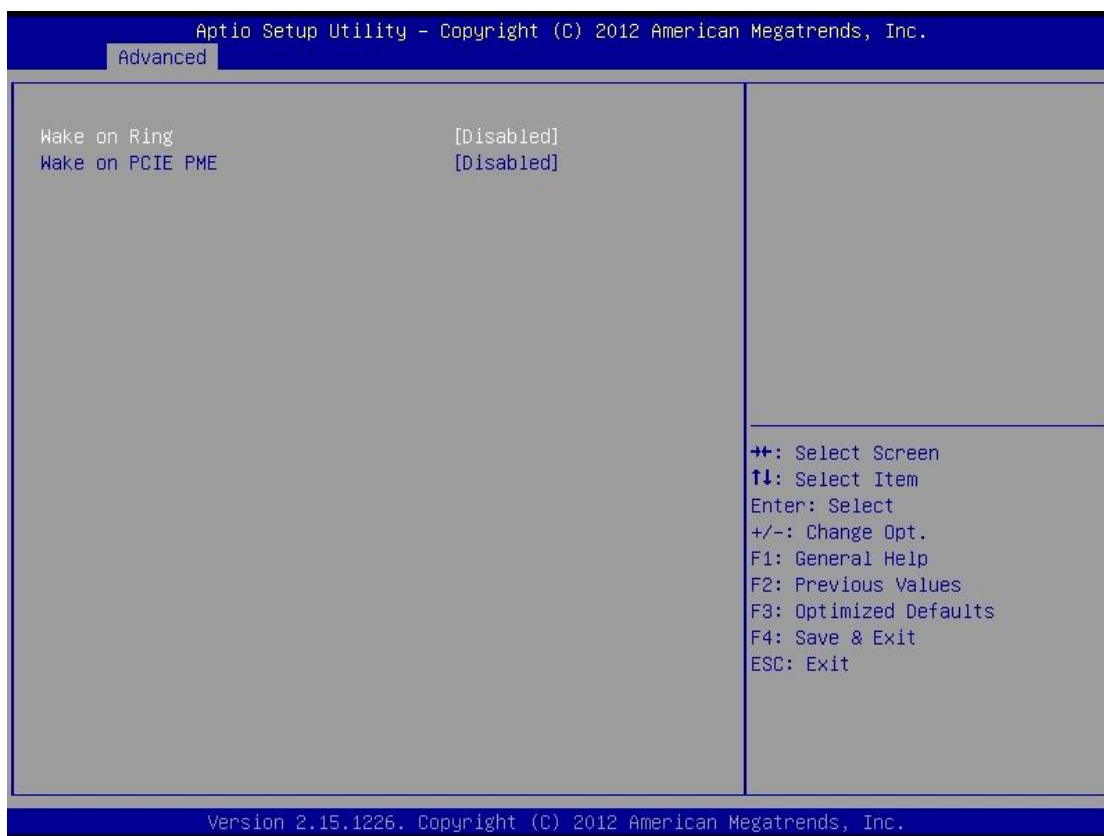 Aptio Setup Utility – Copyright (C) 2012 American Megatrends, Inc.
Advanced
Wake on Ring [Disabled]
Wake on PCIE PME [Disabled]
→←: Select Screen
↑↓: Select Item
Enter: Select
+/-: Change Opt.
F1: General Help
F2: Previous Values
F3: Optimized Defaults
F4: Save & Exit
ESC: Exit
Version 2.15.1226. Copyright (C) 2012 American Megatrends, Inc.